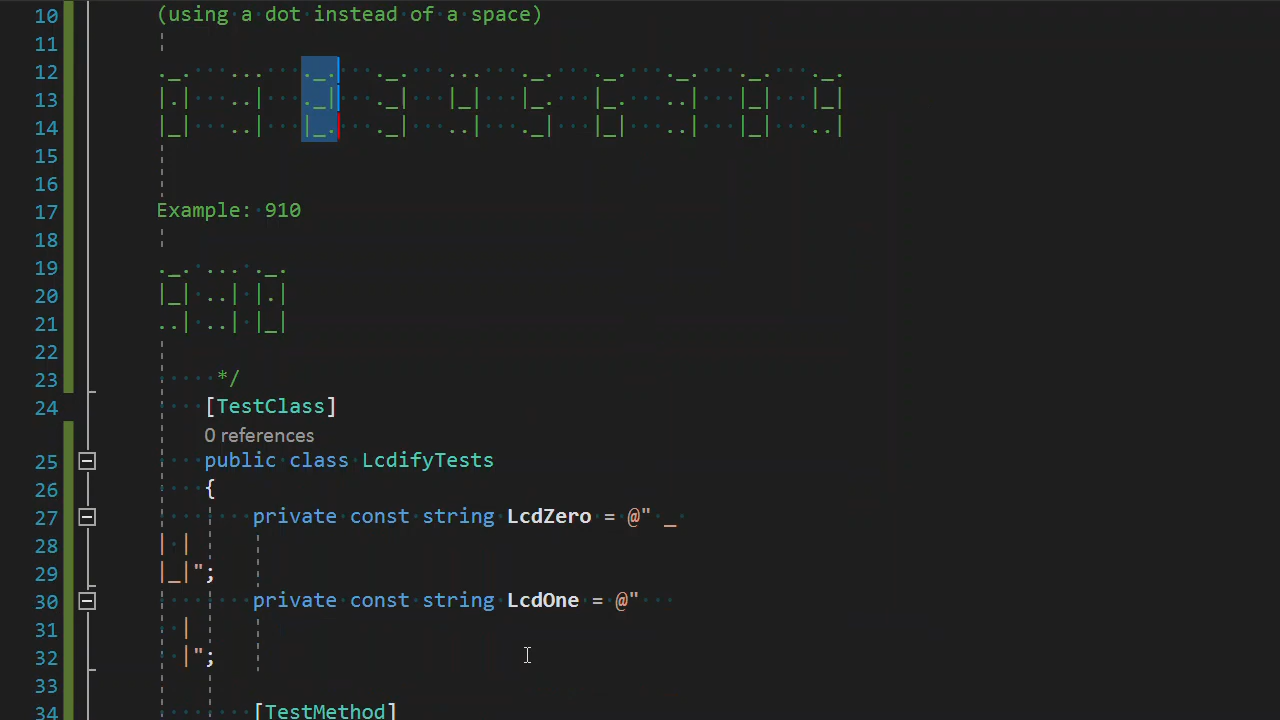 10 (using a dot instead of a space)
11
12 ._.   ...   ._.   ._.   ...   ._.   ._.   ._.   ._.   ._.
13 |.|   ..|   ._|   ._|   |_|   |_.   |_.   ..|   |_|   |_|
14 |_|   ..|   |_.   ._|   ..|   ._|   |_|   ..|   |_|   ..|
15
16
17 Example: 910
18
19 ._. ... ._.
20 |_| ..| |.|
21 ..| ..| |_|
22
23      */
24     [TestClass]
0 references
25     public class LcdifyTests
26     {
27         private const string LcdZero = @" _ 
28 | |
29 |_|";
30         private const string LcdOne = @"   
31   |
32   |";
33
34         [TestMethod]